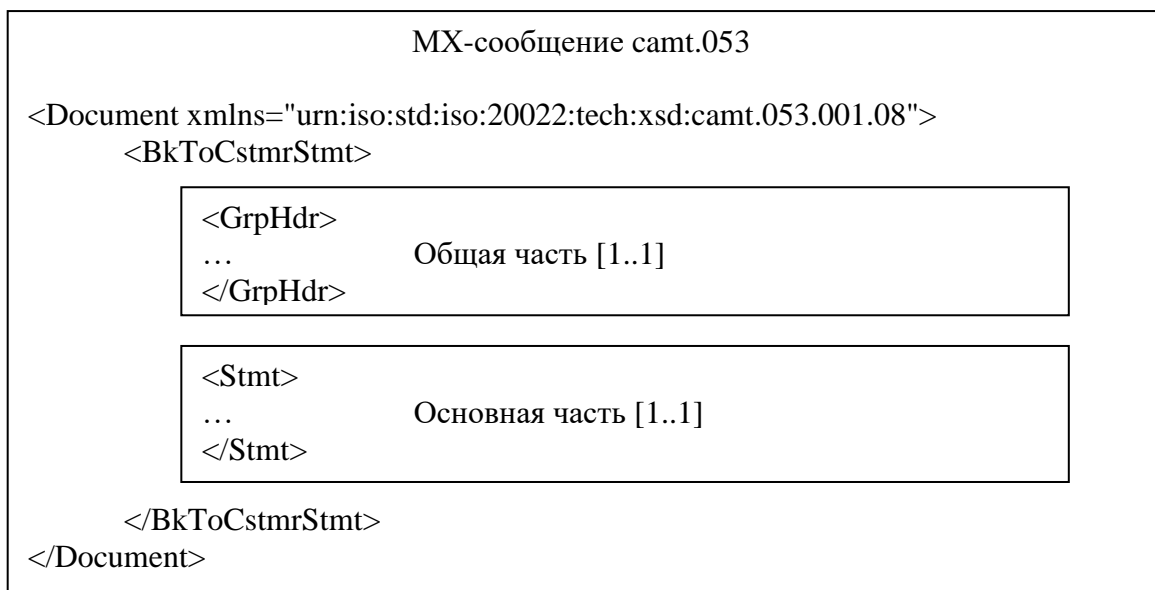 MX-сообщение camt.053
<Document xmlns="urn:iso:std:iso:20022:tech:xsd:camt.053.001.08">
<BkToCstmrStmt>
<GrpHdr>
… Общая часть [1..1]
</GrpHdr>
<Stmt>
… Основная часть [1..1]
</Stmt>
</BkToCstmrStmt>
</Document>